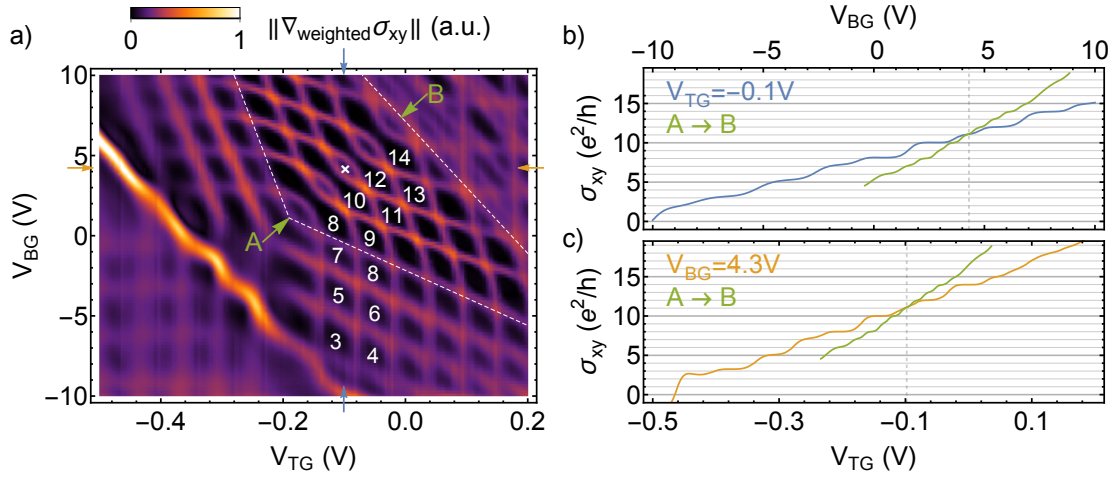 a)
0 1
‖∇weighted σxy‖ (a.u.)
B
14
12
13
10
11
A
8
9
7
8
5
6
3
4
10
5
0
−5
−10
VBG (V)
−0.4 −0.2 0.0 0.2
VTG (V)
b)
VBG (V)
−10 −5 0 5 10
VTG=−0.1V
A → B
15
10
5
0
σxy (e²/h)
c)
VBG=4.3V
A → B
15
10
5
0
σxy (e²/h)
−0.5 −0.3 −0.1 0.1
VTG (V)